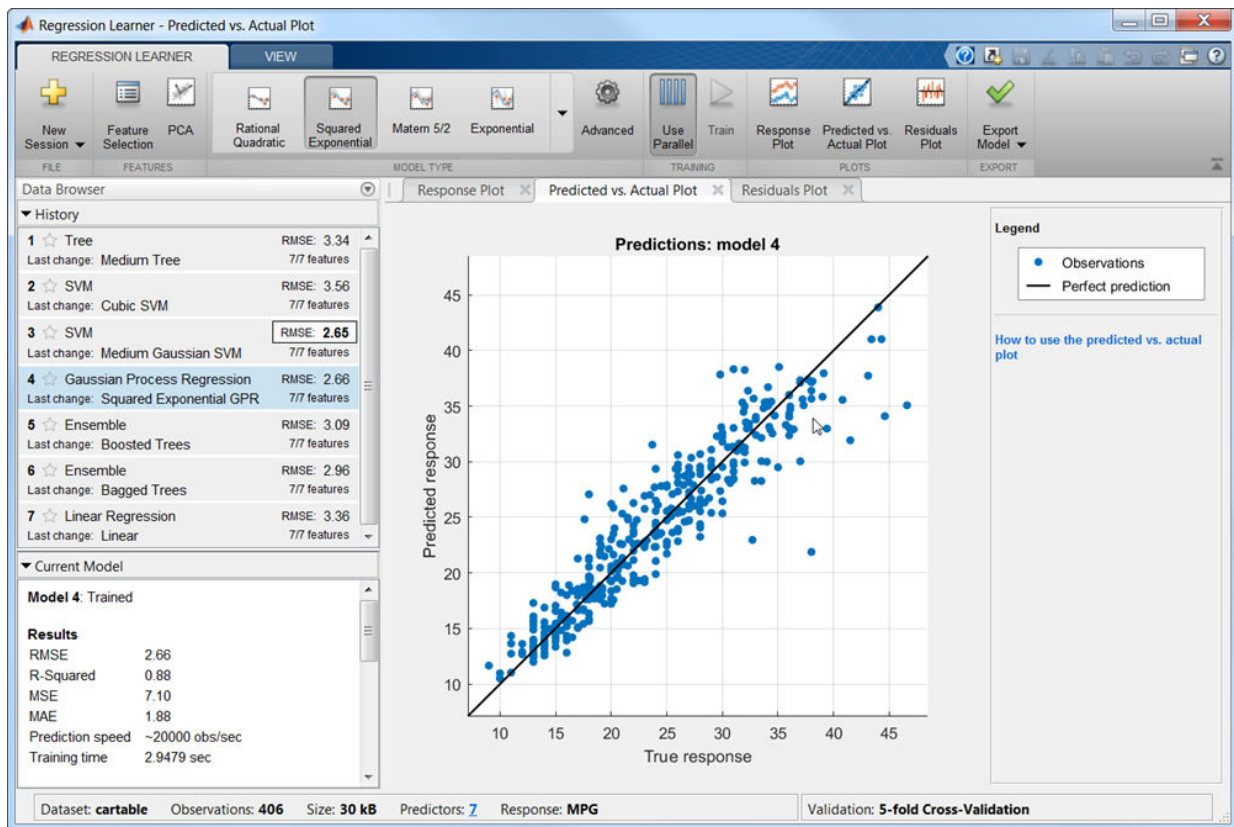 Regression Learner - Predicted vs. Actual Plot
REGRESSION LEARNER VIEW
New Session
Feature Selection
PCA
Rational Quadratic
Squared Exponential
Matern 5/2
Exponential
Advanced
Use Parallel
Train
Response Plot
Predicted vs. Actual Plot
Residuals Plot
Export Model
FILE FEATURES MODEL TYPE TRAINING PLOTS EXPORT
Data Browser
Response Plot Predicted vs. Actual Plot Residuals Plot
History
1 Tree RMSE: 3.34
Last change: Medium Tree 7/7 features
2 SVM RMSE: 3.56
Last change: Cubic SVM 7/7 features
3 SVM RMSE: 2.65
Last change: Medium Gaussian SVM 7/7 features
4 Gaussian Process Regression RMSE: 2.66
Last change: Squared Exponential GPR 7/7 features
5 Ensemble RMSE: 3.09
Last change: Boosted Trees 7/7 features
6 Ensemble RMSE: 2.96
Last change: Bagged Trees 7/7 features
7 Linear Regression RMSE: 3.36
Last change: Linear 7/7 features
Current Model
Model 4: Trained
Results
RMSE 2.66
R-Squared 0.88
MSE 7.10
MAE 1.88
Prediction speed ~20000 obs/sec
Training time 2.9479 sec
Predictions: model 4
45
40
35
30
25
20
15
10
Predicted response
10 15 20 25 30 35 40 45
True response
Legend
Observations
Perfect prediction
How to use the predicted vs. actual
plot
Dataset: cartable Observations: 406 Size: 30 kB Predictors: 7 Response: MPG Validation: 5-fold Cross-Validation